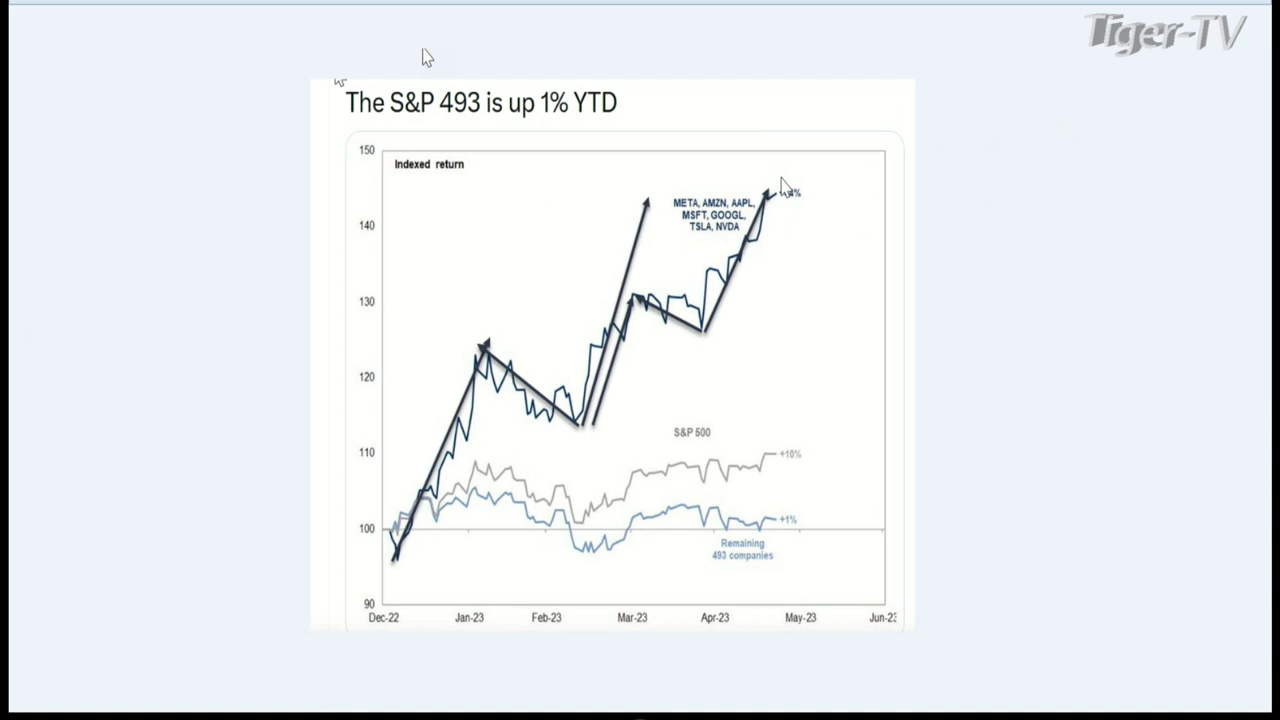 Tiger-TV
The S&P 493 is up 1% YTD
150
Indexed return
META, AMZN, AAPL,
MSFT, GOOGL,
TSLA, NVDA
140
130
120
110
S&P 500
+10%
100
+1%
Remaining
493 companies
90
Dec-22 Jan-23 Feb-23 Mar-23 Apr-23 May-23 Jun-23